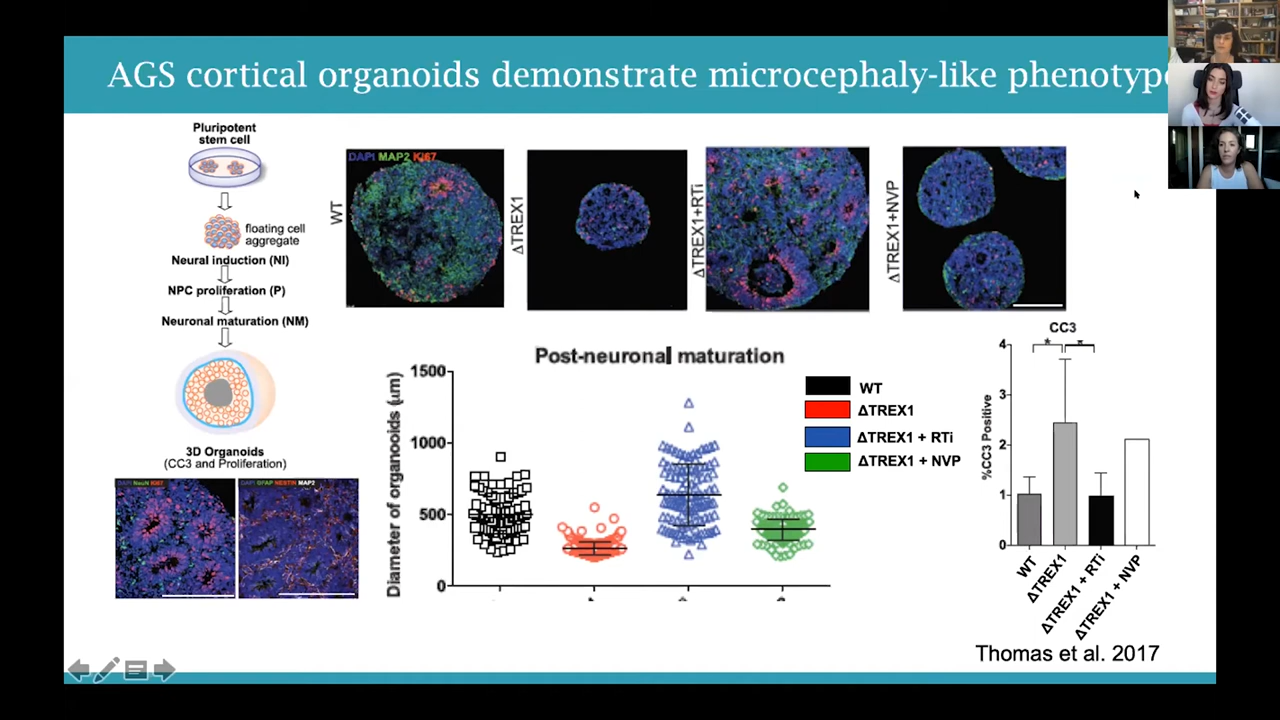 AGS cortical organoids demonstrate microcephaly-like phenotype
Pluripotent
stem cell
floating cell
aggregate
Neural induction (NI)
NPC proliferation (P)
Neuronal maturation (NM)
3D Organoids
(CC3 and Proliferation)
DAPI NeuN Ki67
DAPI GFAP NESTIN MAP2
WT
DAPI MAP2 Ki67
ΔTREX1
ΔTREX1+RTi
ΔTREX1+NVP
Post-neuronal maturation
Diameter of organooids (µm)
1500
1000
500
0
WT
ΔTREX1
ΔTREX1 + RTi
ΔTREX1 + NVP
CC3
%CC3 Positive
4
3
2
1
0
* *
WT
ΔTREX1
ΔTREX1 + RTi
ΔTREX1 + NVP
Thomas et al. 2017